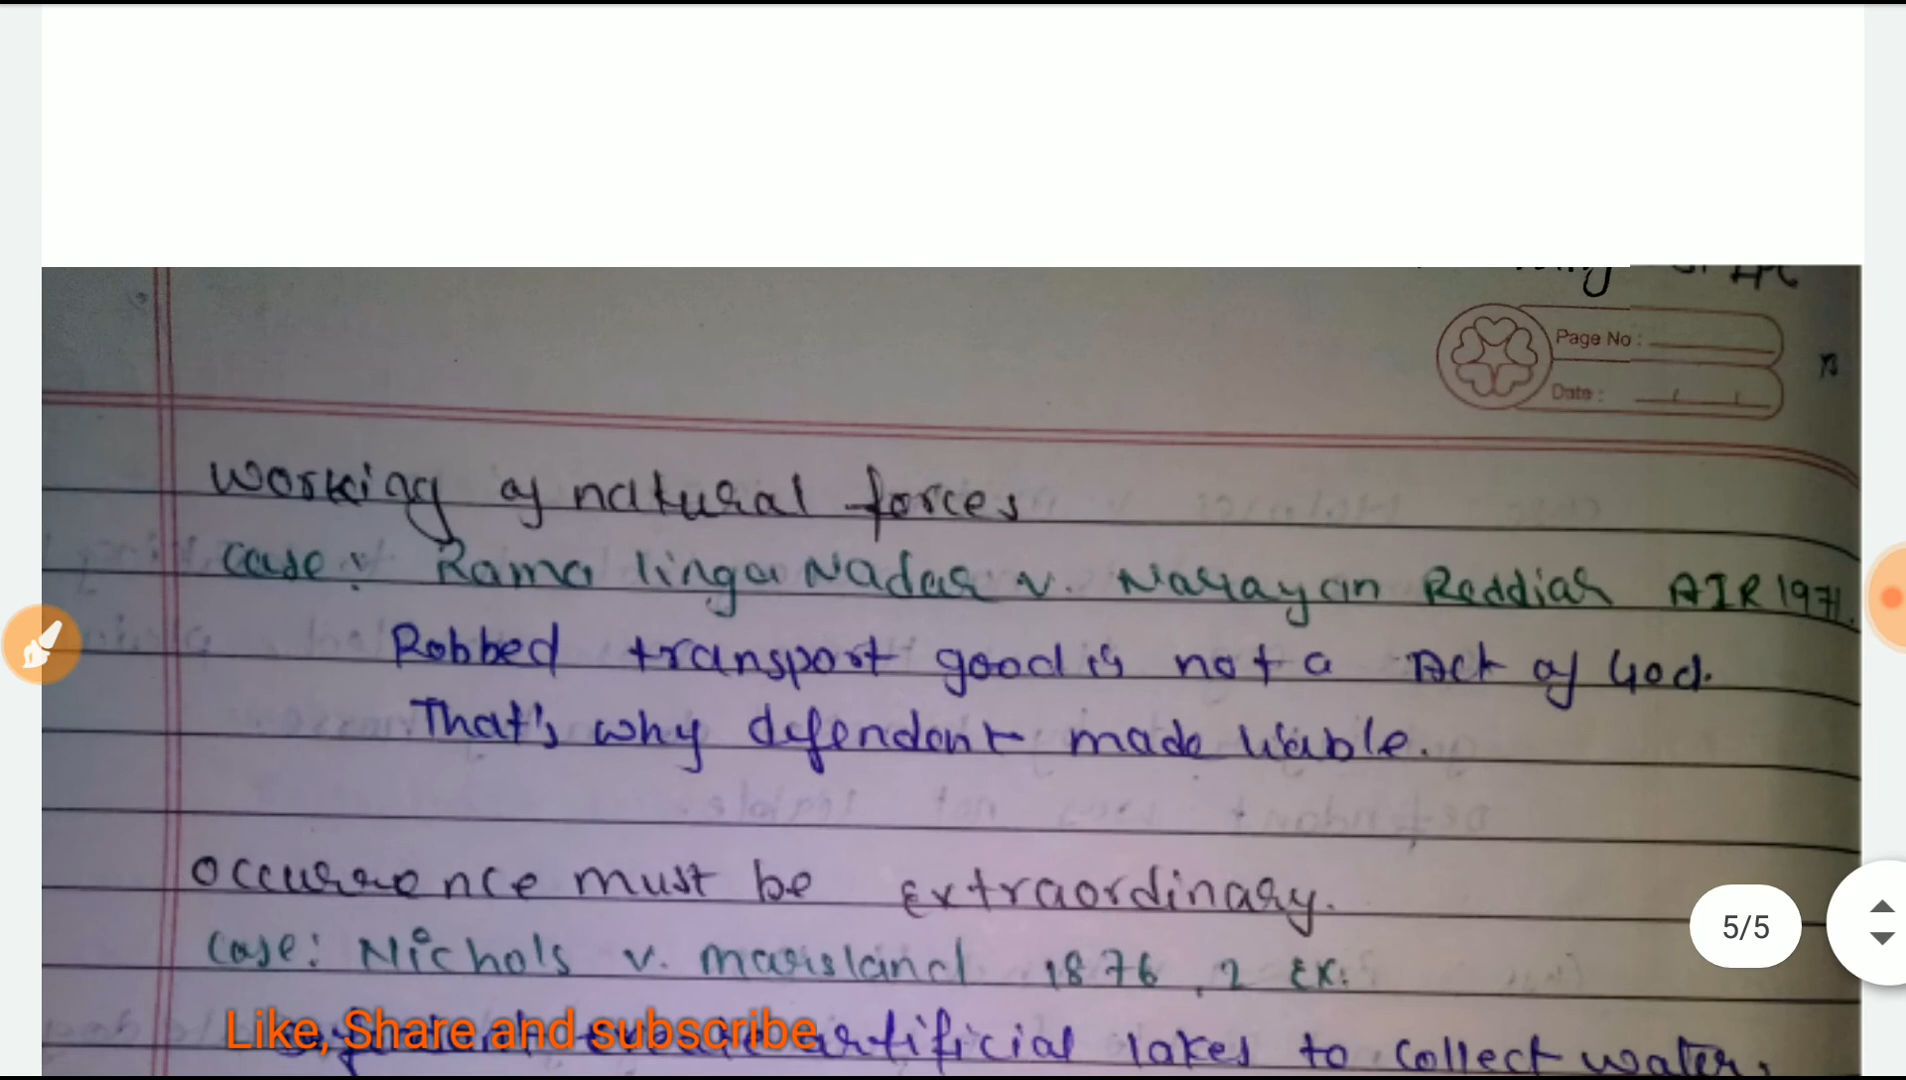 Page No :
Date :
Working of natural forces
Case : Rama linga Nadar v. Narayan Reddiar AIR 1971.
Robbed transport good is not a Act of God.
That's why defendent made liable.
Occurrence must be Extraordinary.
Case: Nichols v. marisland 1876, 2 Ex:
artificial lakes to collect water.
Like, Share and subscribe
5/5